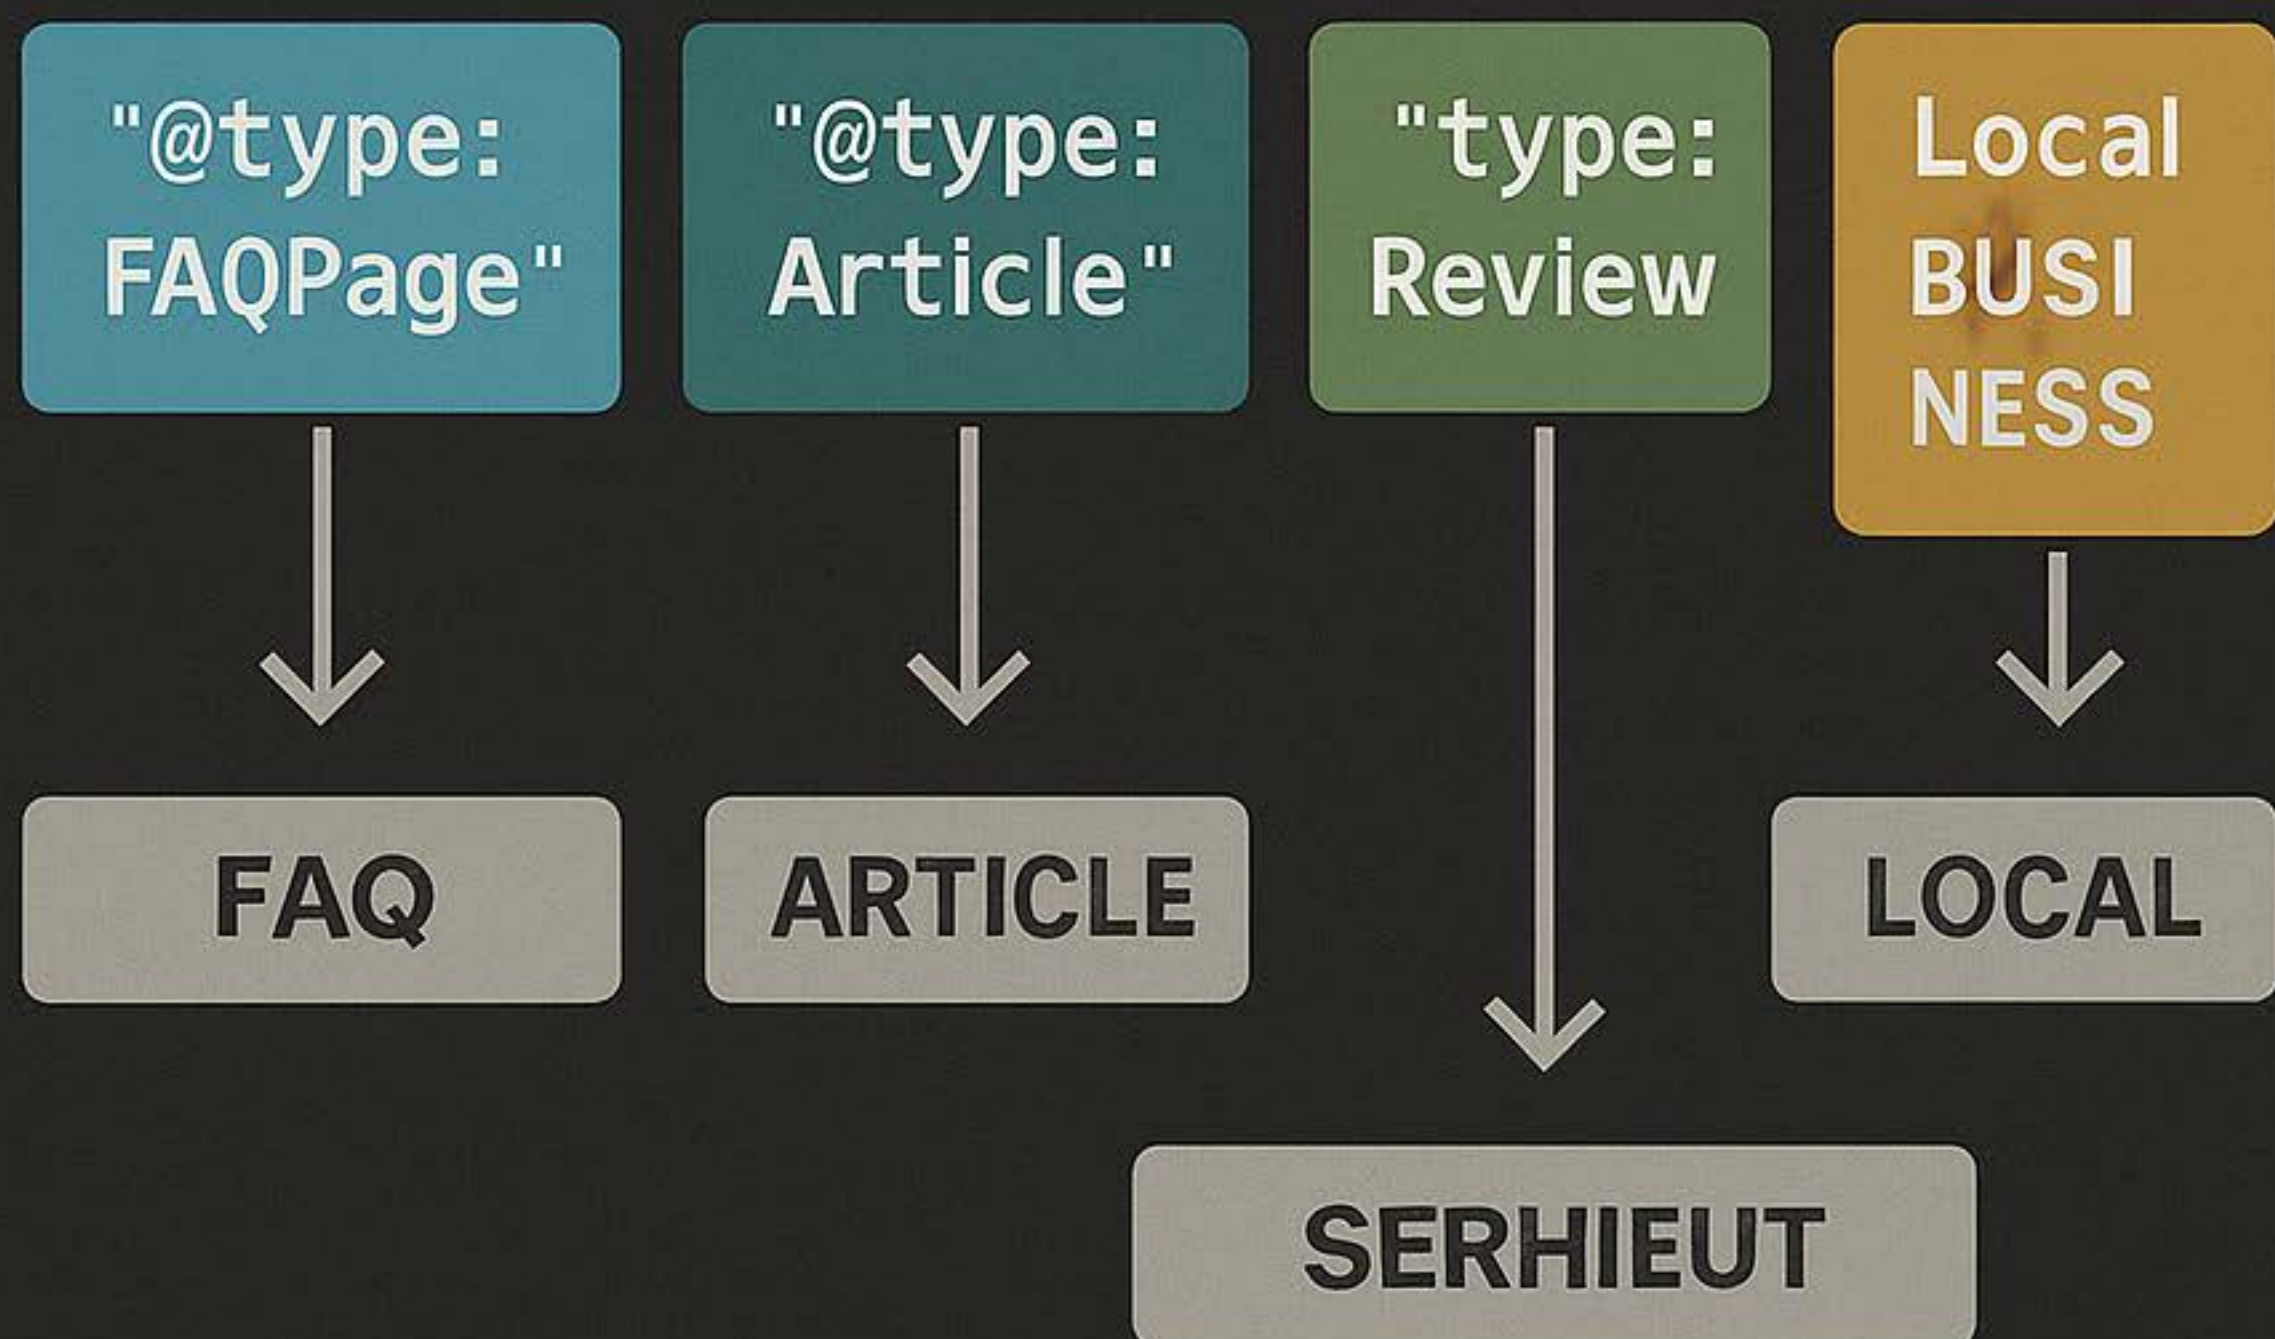 "@type:
FAQPage"
"@type:
Article"
"type:
Review
Local
BUSI
NESS
FAQ
ARTICLE
LOCAL
SERHIEUT